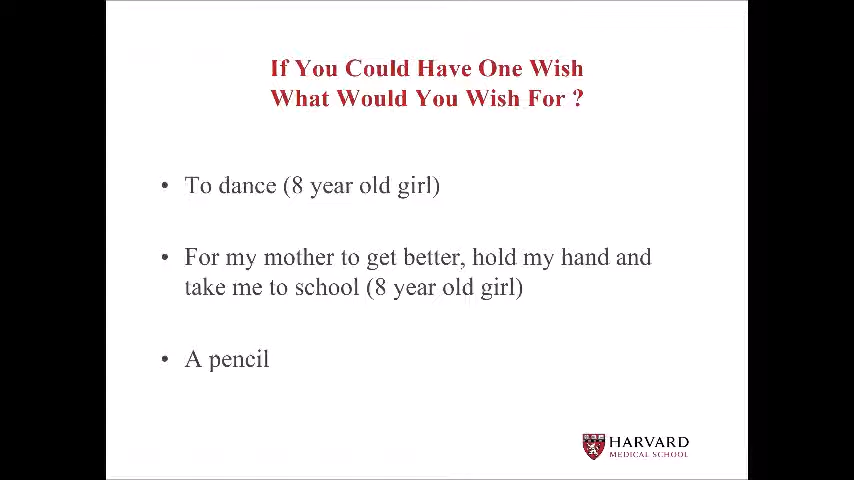 If You Could Have One Wish
What Would You Wish For ?
• To dance (8 year old girl)
• For my mother to get better, hold my hand and
take me to school (8 year old girl)
• A pencil
HARVARD
MEDICAL SCHOOL